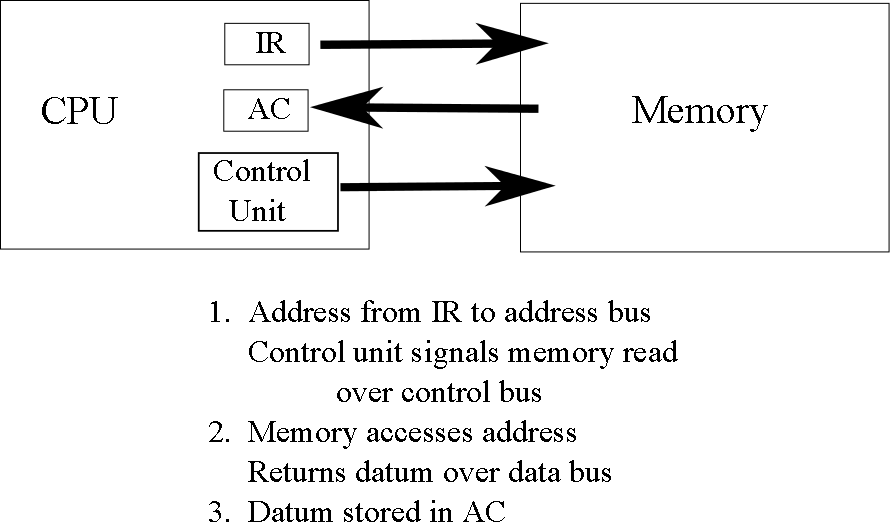 IR
CPU
AC
Memory
Control
Unit
1. Address from IR to address bus
Control unit signals memory read
over control bus
2. Memory accesses address
Returns datum over data bus
3. Datum stored in AC